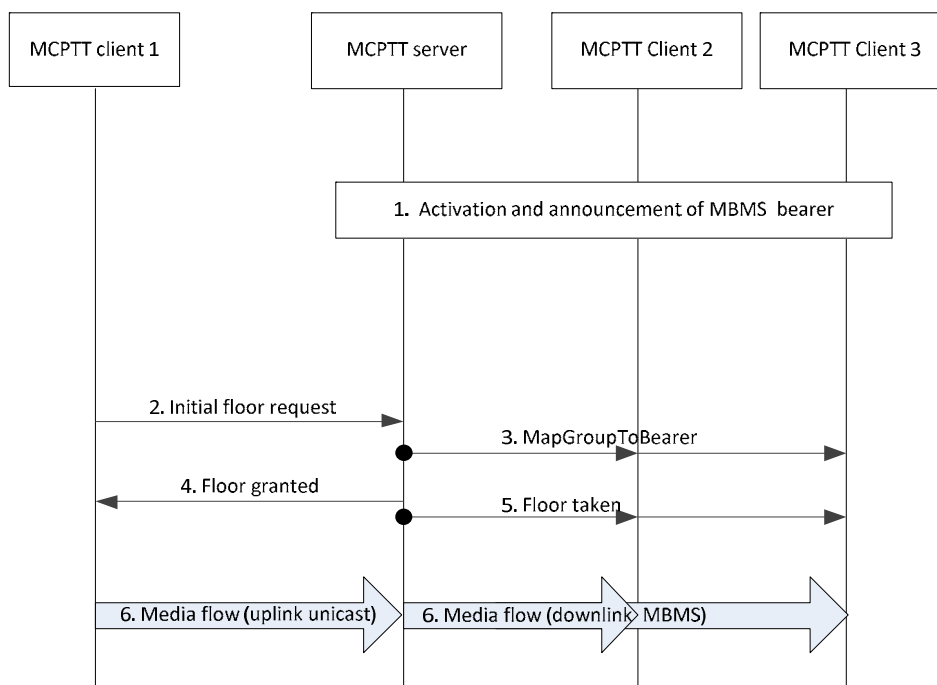 MCPTT client 1
MCPTT server
MCPTT Client 2
MCPTT Client 3
1. Activation and announcement of MBMS bearer
2. Initial floor request
3. MapGroupToBearer
4. Floor granted
5. Floor taken
6. Media flow (uplink unicast)
6. Media flow (downlink MBMS)